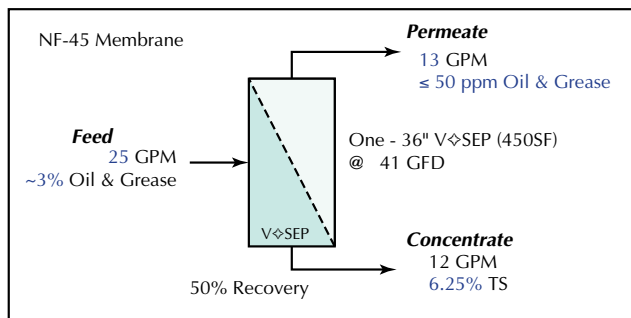 NF-45 Membrane
Permeate
13 GPM
≤ 50 ppm Oil & Grease
Feed
25 GPM
~3% Oil & Grease
One - 36" V✧SEP (450SF)
@ 41 GFD
V✧SEP
Concentrate
12 GPM
6.25% TS
50% Recovery